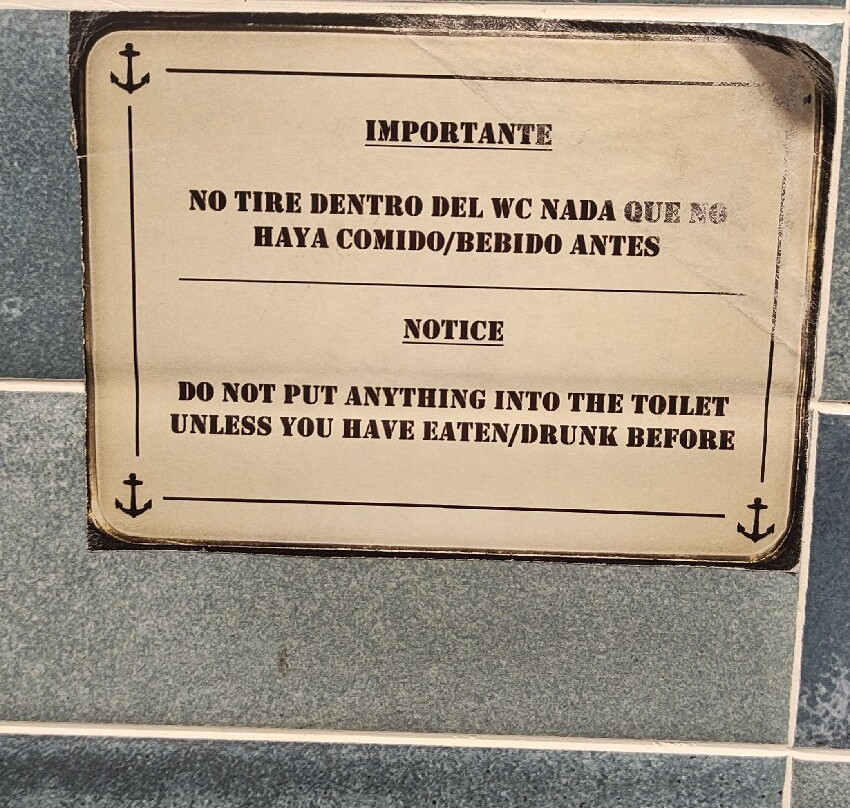 IMPORTANTE
NO TIRE DENTRO DEL WC NADA QUE NO
HAYA COMIDO/BEBIDO ANTES
NOTICE
DO NOT PUT ANYTHING INTO THE TOILET
UNLESS YOU HAVE EATEN/DRUNK BEFORE